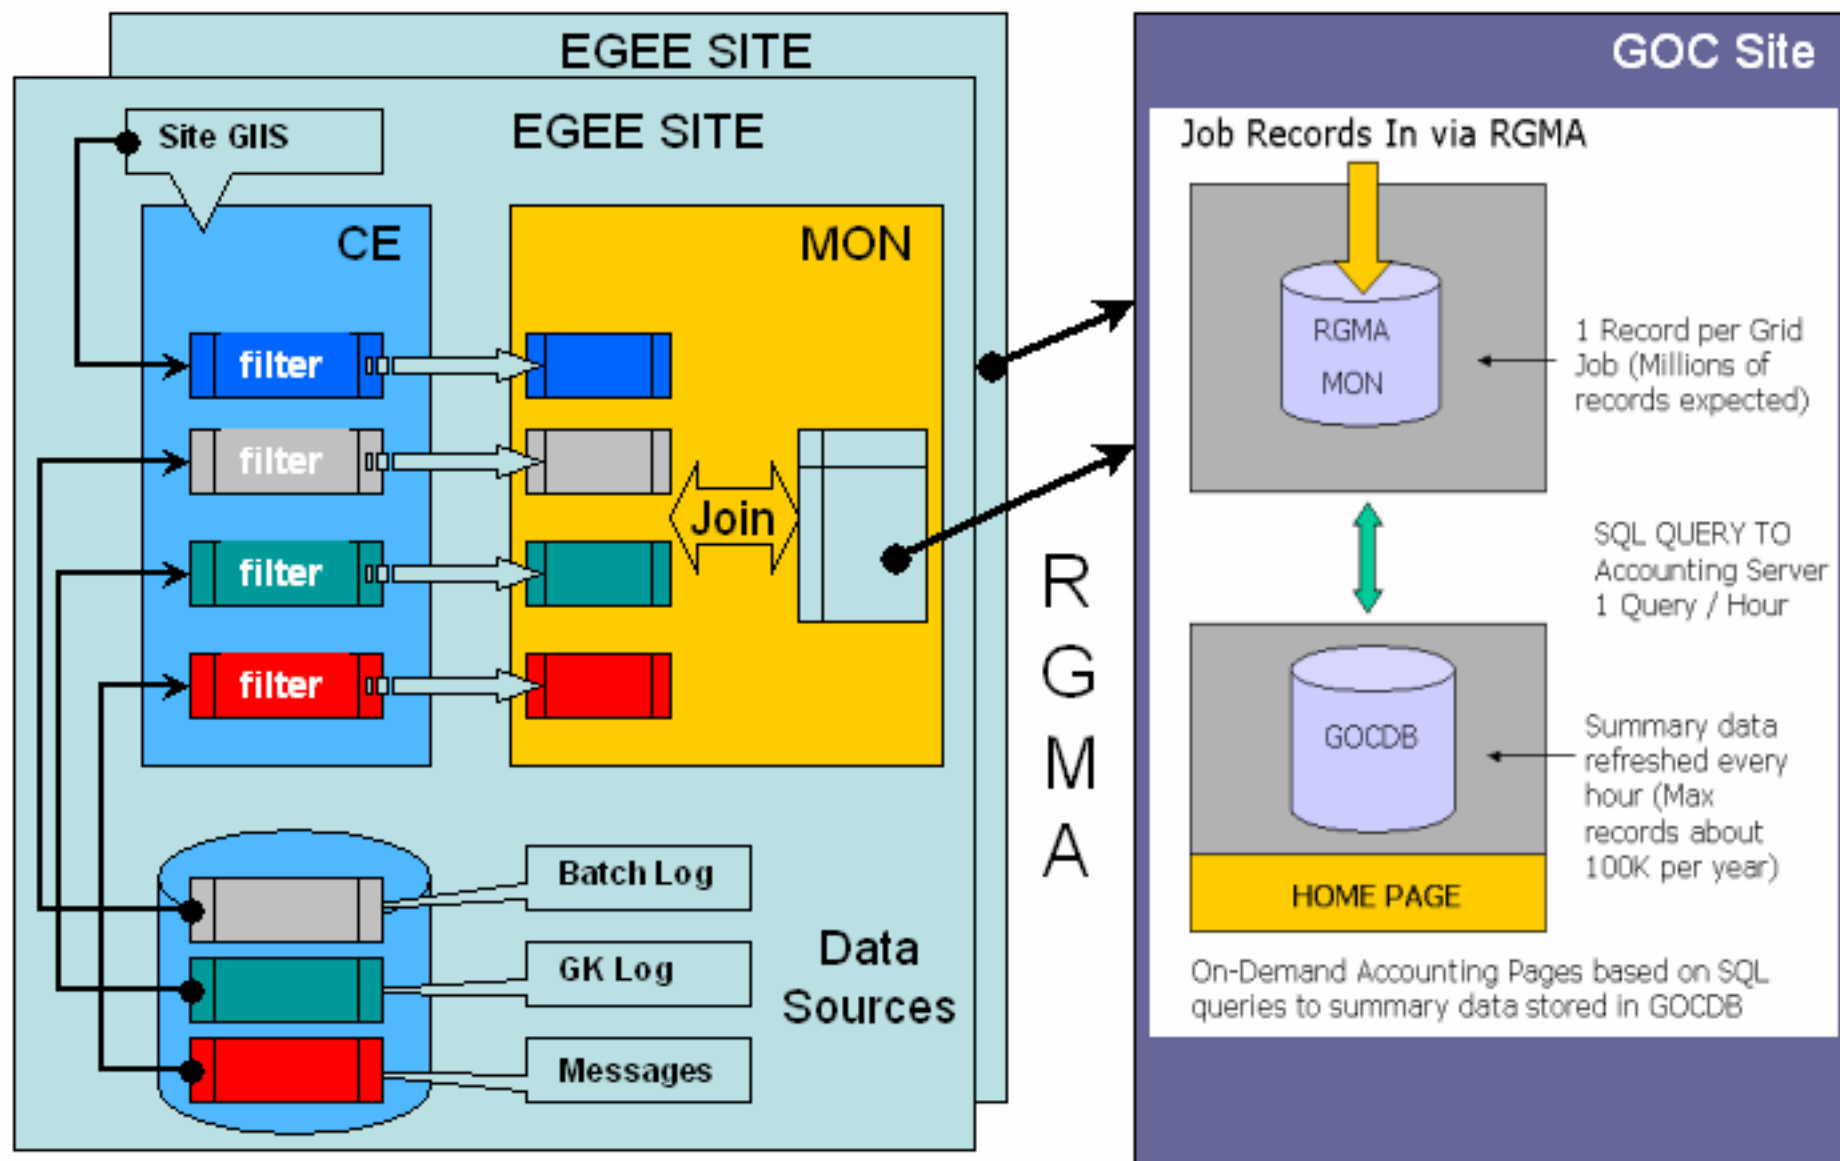 EGEE SITE
EGEE SITE
Site GIIS
CE
MON
filter
filter
filter
filter
Join
Batch Log
GK Log
Messages
Data
Sources
R
G
M
A
GOC Site
Job Records In via RGMA
RGMA
MON
1 Record per Grid
Job (Millions of
records expected)
SQL QUERY TO
Accounting Server
1 Query / Hour
GOCDB
Summary data
refreshed every
hour (Max
records about
100K per year)
HOME PAGE
On-Demand Accounting Pages based on SQL
queries to summary data stored in GOCDB